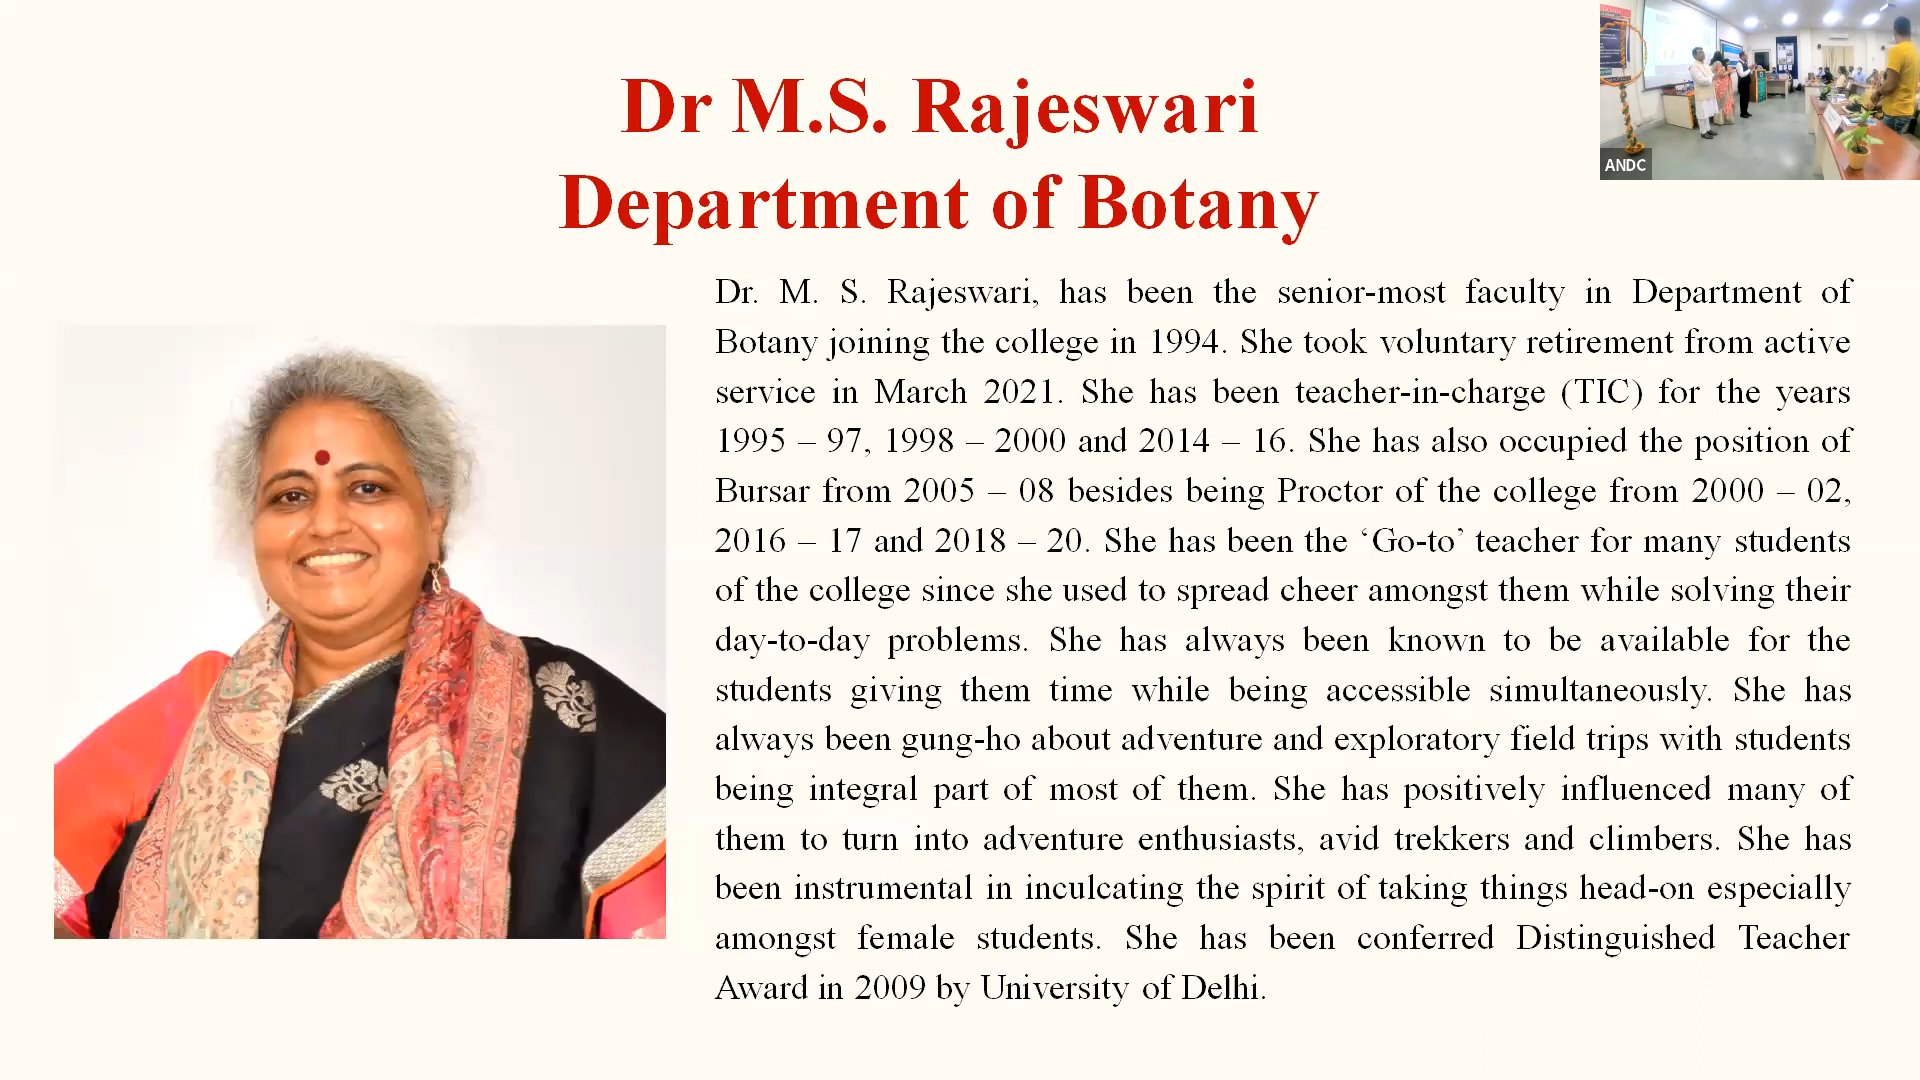 Dr M.S. Rajeswari
Department of Botany
ANDC
Dr. M. S. Rajeswari, has been the senior-most faculty in Department of
Botany joining the college in 1994. She took voluntary retirement from active
service in March 2021. She has been teacher-in-charge (TIC) for the years
1995 – 97, 1998 – 2000 and 2014 – 16. She has also occupied the position of
Bursar from 2005 – 08 besides being Proctor of the college from 2000 – 02,
2016 – 17 and 2018 – 20. She has been the ‘Go-to’ teacher for many students
of the college since she used to spread cheer amongst them while solving their
day-to-day problems. She has always been known to be available for the
students giving them time while being accessible simultaneously. She has
always been gung-ho about adventure and exploratory field trips with students
being integral part of most of them. She has positively influenced many of
them to turn into adventure enthusiasts, avid trekkers and climbers. She has
been instrumental in inculcating the spirit of taking things head-on especially
amongst female students. She has been conferred Distinguished Teacher
Award in 2009 by University of Delhi.